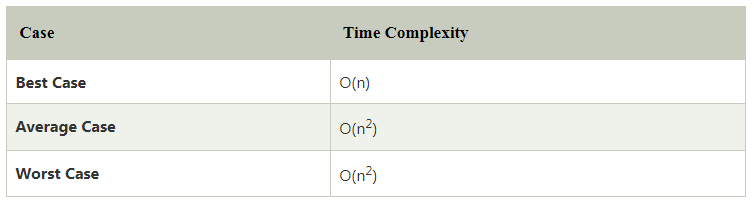 Case Time Complexity
Best Case O(n)
Average Case O(n²)
Worst Case O(n²)